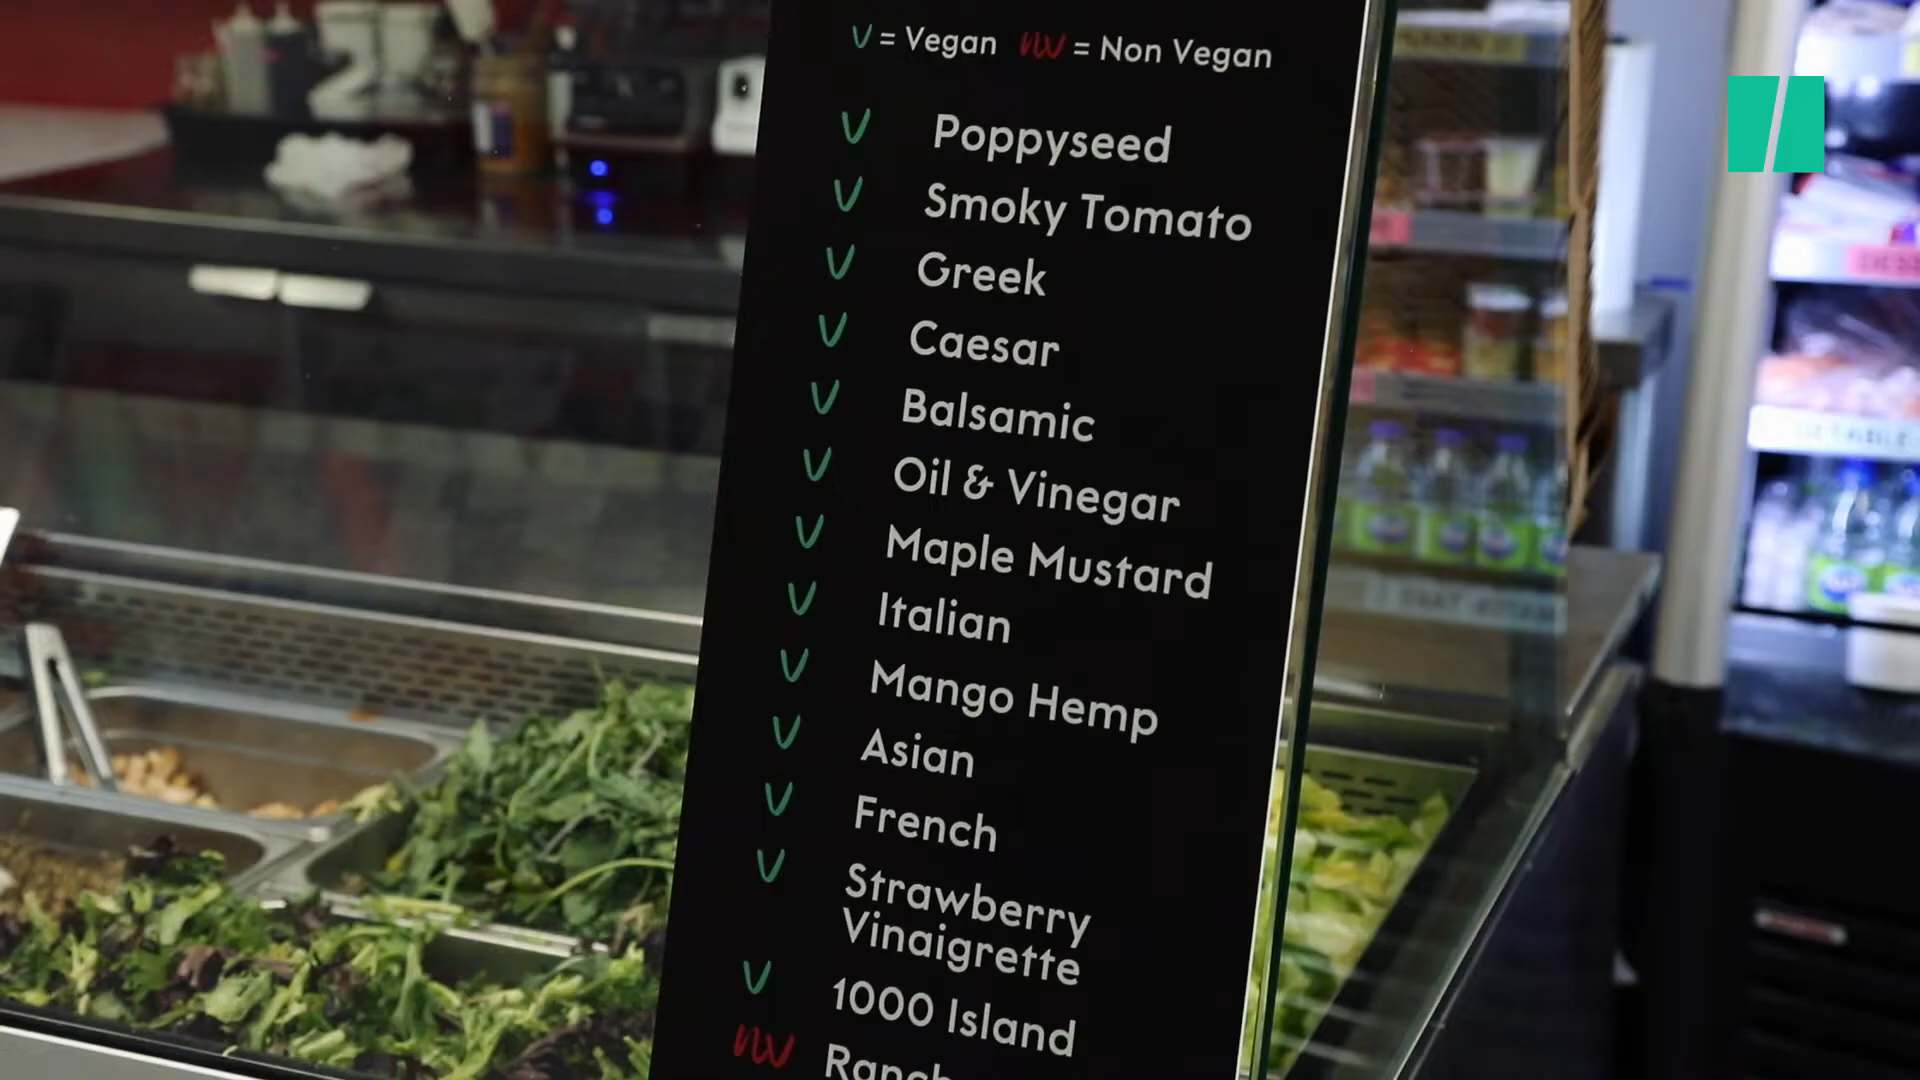 V = Vegan NV = Non Vegan
V Poppyseed
V Smoky Tomato
V Greek
V Caesar
V Balsamic
V Oil & Vinegar
V Maple Mustard
V Italian
V Mango Hemp
V Asian
V French
V Strawberry
Vinaigrette
V 1000 Island
NV Ranch